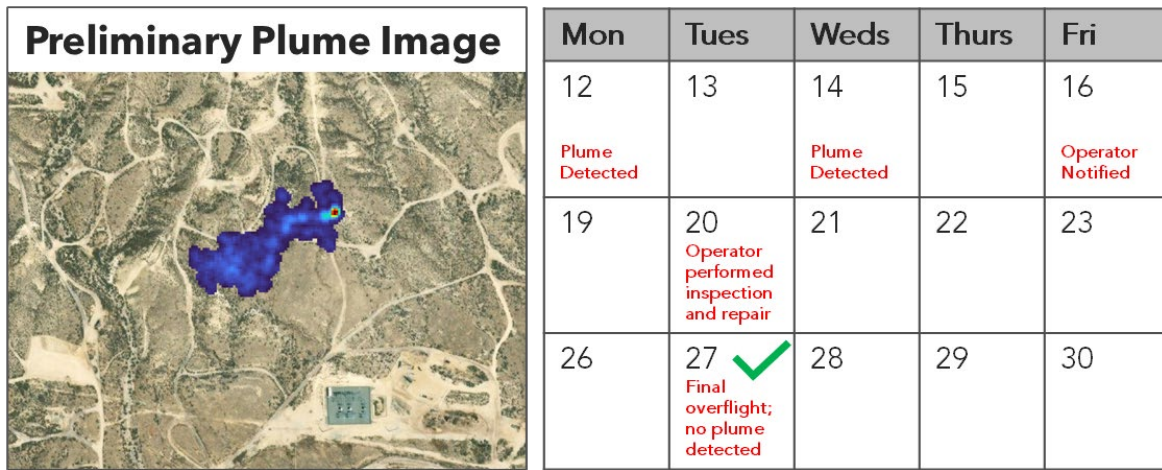 Preliminary Plume Image
Mon Tues Weds Thurs Fri
12 13 14 15 16
Plume
Detected
Plume
Detected
Operator
Notified
19 20 21 22 23
Operator
performed
inspection
and repair
26 27 28 29 30
Final
overflight;
no plume
detected